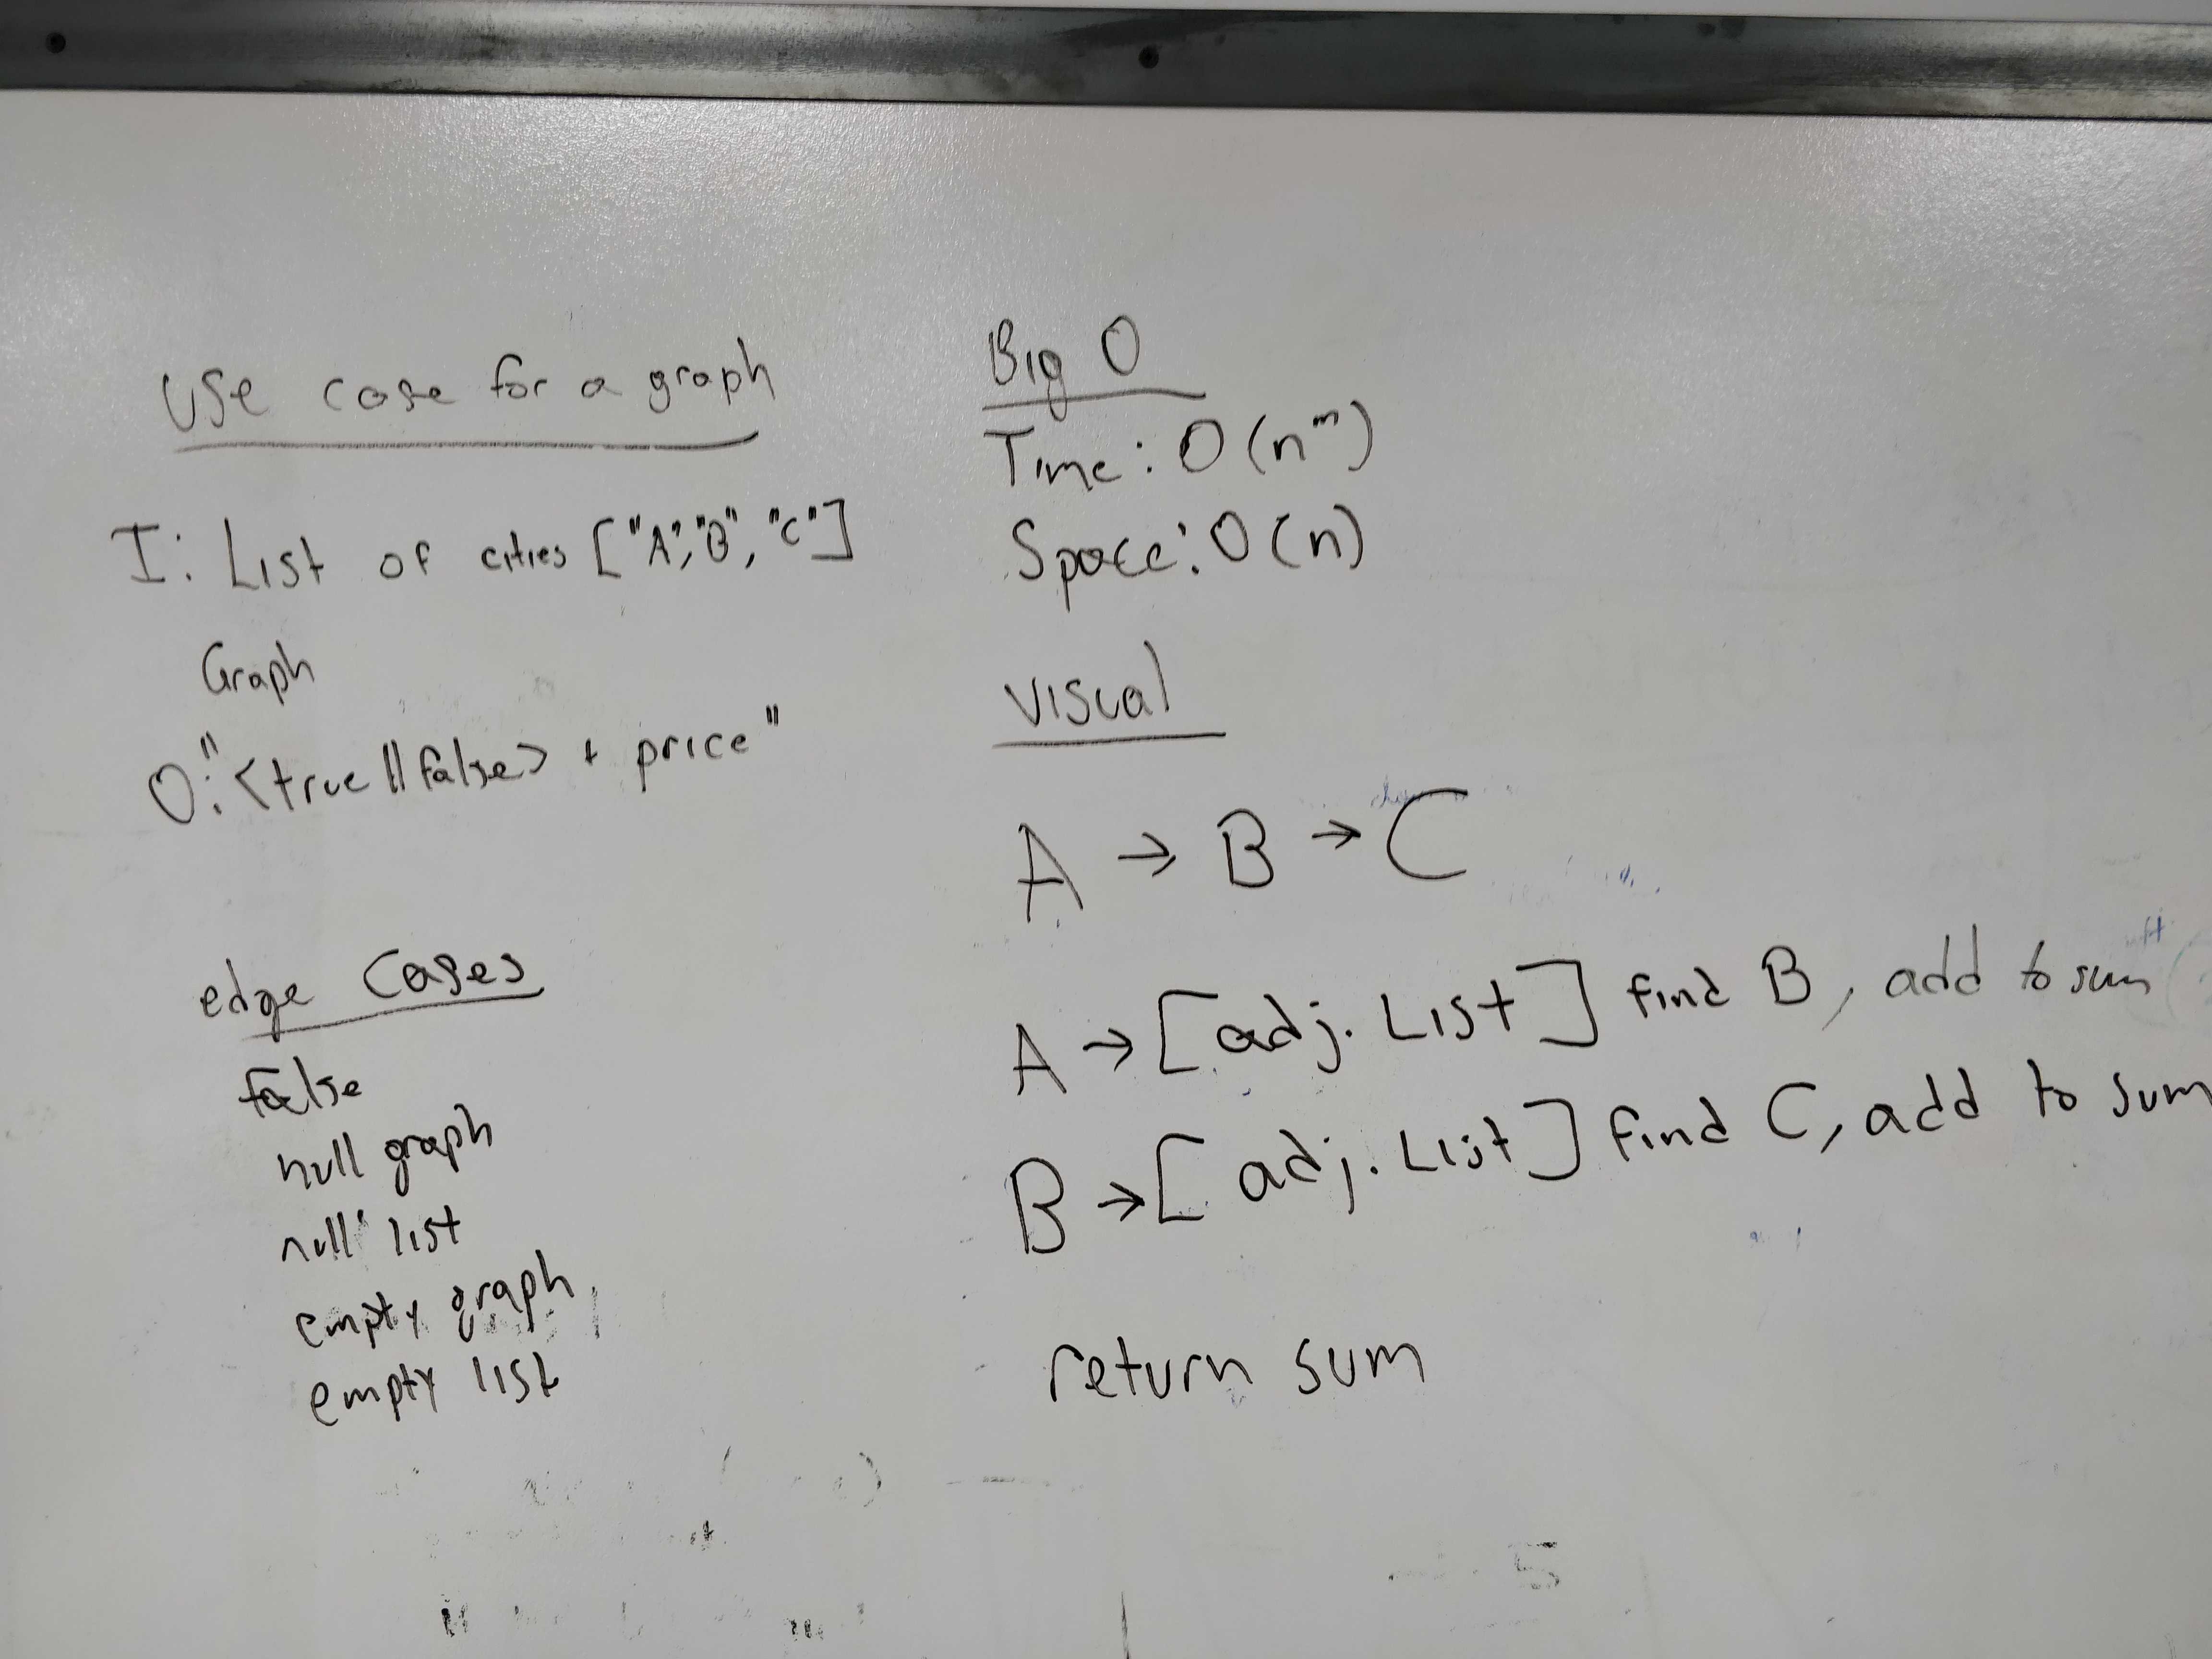 Use case for a graph
I: List of cities ["A", "B", "C"]
Graph
O: "<true || false> + price"
edge cases
false
null graph
null list
empty graph
empty list
Big O
Time: O(n^m)
Space: O(n)
Visual
A → B → C
A → [adj. List] find B, add to sum
B → [adj. List] find C, add to sum
return sum